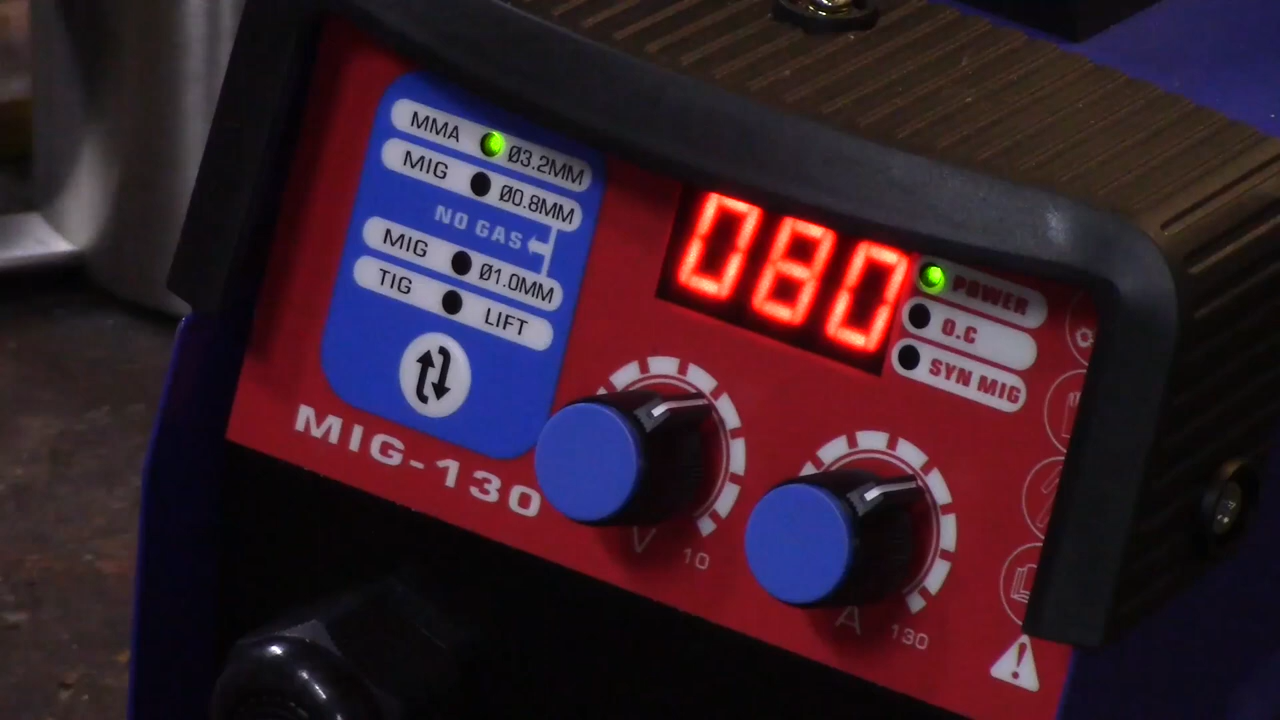 MMA Ø3.2MM
MIG Ø0.8MM
NO GAS
MIG Ø1.0MM
TIG LIFT
MIG-130
080
POWER
O.C
SYN MIG
V 10
A 130